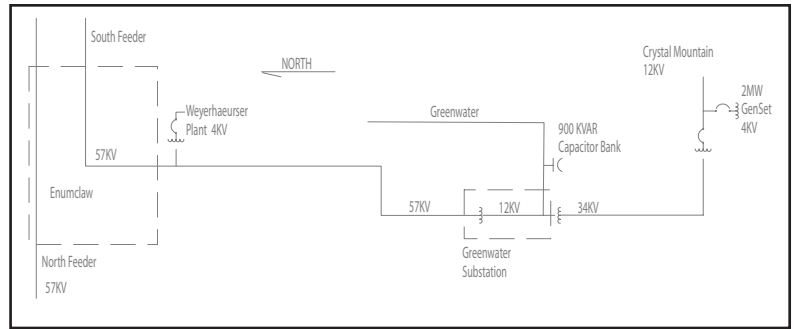 South Feeder
NORTH
Crystal Mountain
12KV
Weyerhaeurser
Plant 4KV
Greenwater
2MW
GenSet
4KV
900 KVAR
Capacitor Bank
57KV
Enumclaw
57KV
12KV
34KV
Greenwater
Substation
North Feeder
57KV